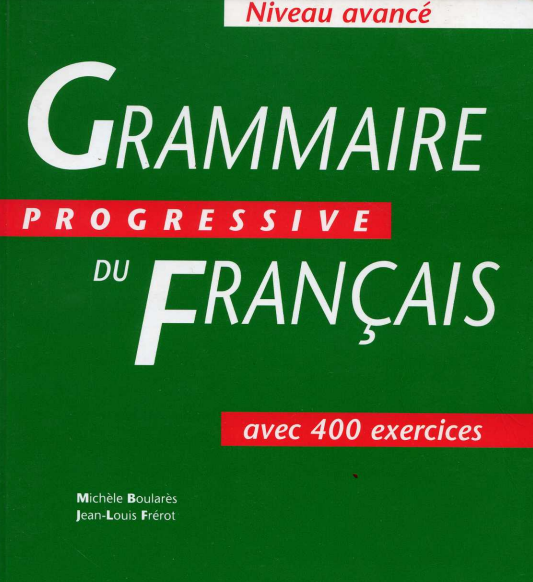 Niveau avancé
GRAMMAIRE
PROGRESSIVE
DU FRANÇAIS
avec 400 exercices
Michèle Boularès
Jean-Louis Frérot